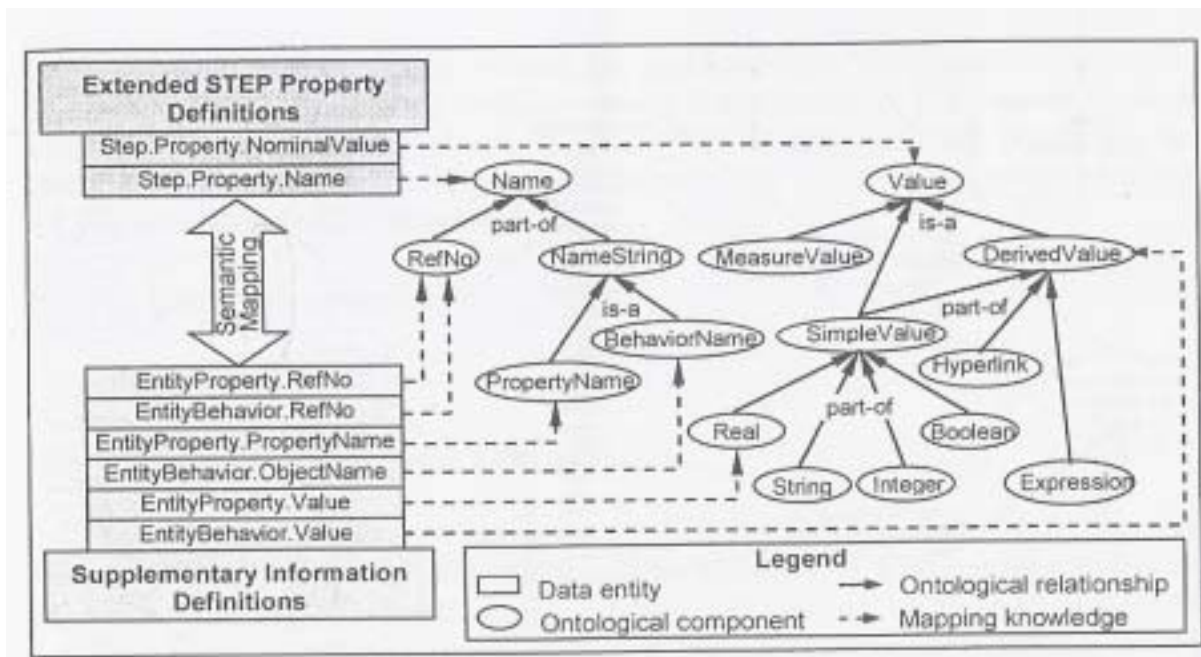 Extended STEP Property
Definitions
Step.Property.NominalValue
Step.Property.Name
Semantic
Mapping
EntityProperty.RefNo
EntityBehavior.RefNo
EntityProperty.PropertyName
EntityBehavior.ObjectName
EntityProperty.Value
EntityBehavior.Value
Supplementary Information
Definitions
Name
part-of
RefNo
NameString
is-a
BehaviorName
PropertyName
Value
is-a
MeasureValue
DerivedValue
part-of
SimpleValue
Hyperlink
part-of
Real
Boolean
String
Integer
Expression
Legend
Data entity
Ontological relationship
Ontological component
Mapping knowledge